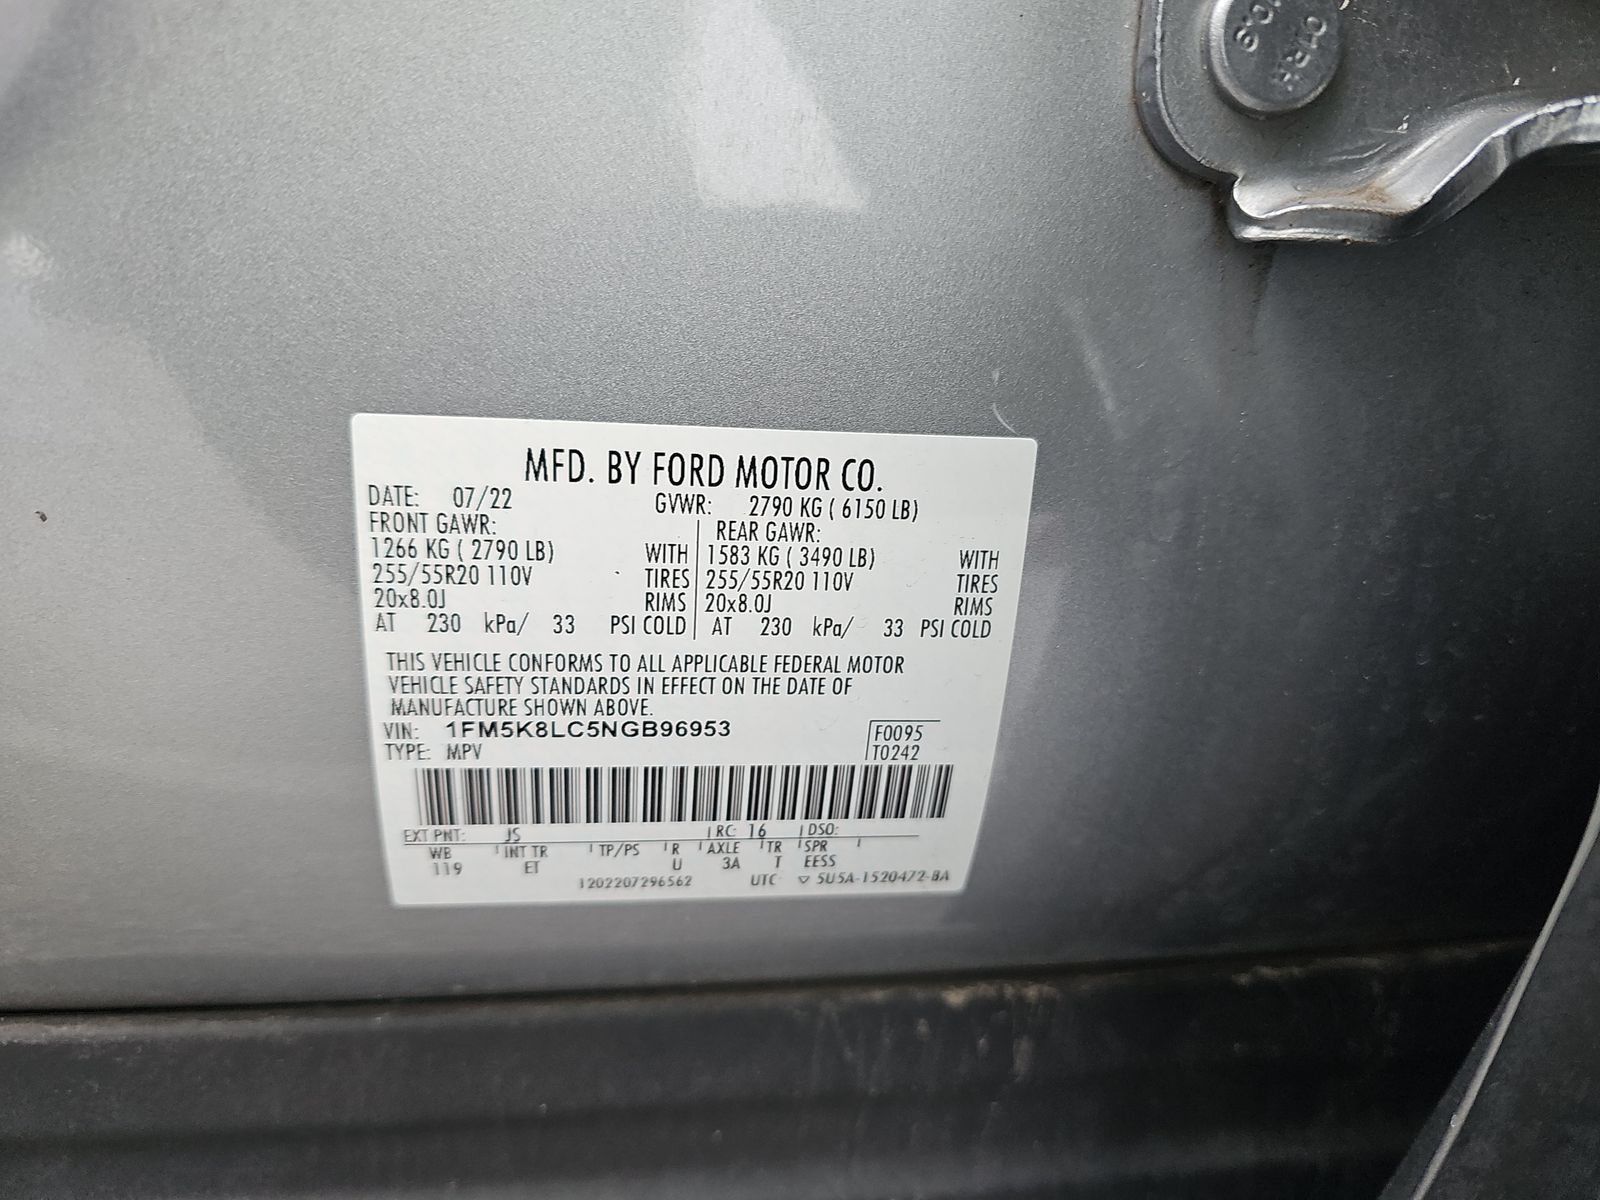 10.9
OTRA
MFD. BY FORD MOTOR CO.
DATE: 07/22 GVWR: 2790 KG ( 6150 LB)
FRONT GAWR: REAR GAWR:
1266 KG ( 2790 LB) WITH 1583 KG ( 3490 LB) WITH
255/55R20 110V TIRES 255/55R20 110V TIRES
20x8.0J RIMS 20x8.0J RIMS
AT 230 kPa/ 33 PSI COLD AT 230 kPa/ 33 PSI COLD
THIS VEHICLE CONFORMS TO ALL APPLICABLE FEDERAL MOTOR
VEHICLE SAFETY STANDARDS IN EFFECT ON THE DATE OF
MANUFACTURE SHOWN ABOVE.
VIN: 1FM5K8LC5NGB96953 F0095
TYPE: MPV T0242
EXT PNT: JS RC: 16 DSO:
WB INT TR TP/PS R AXLE TR SPR
119 ET U 3A T EESS
1202207296562 UTC ▽ 5U5A-1520472-BA